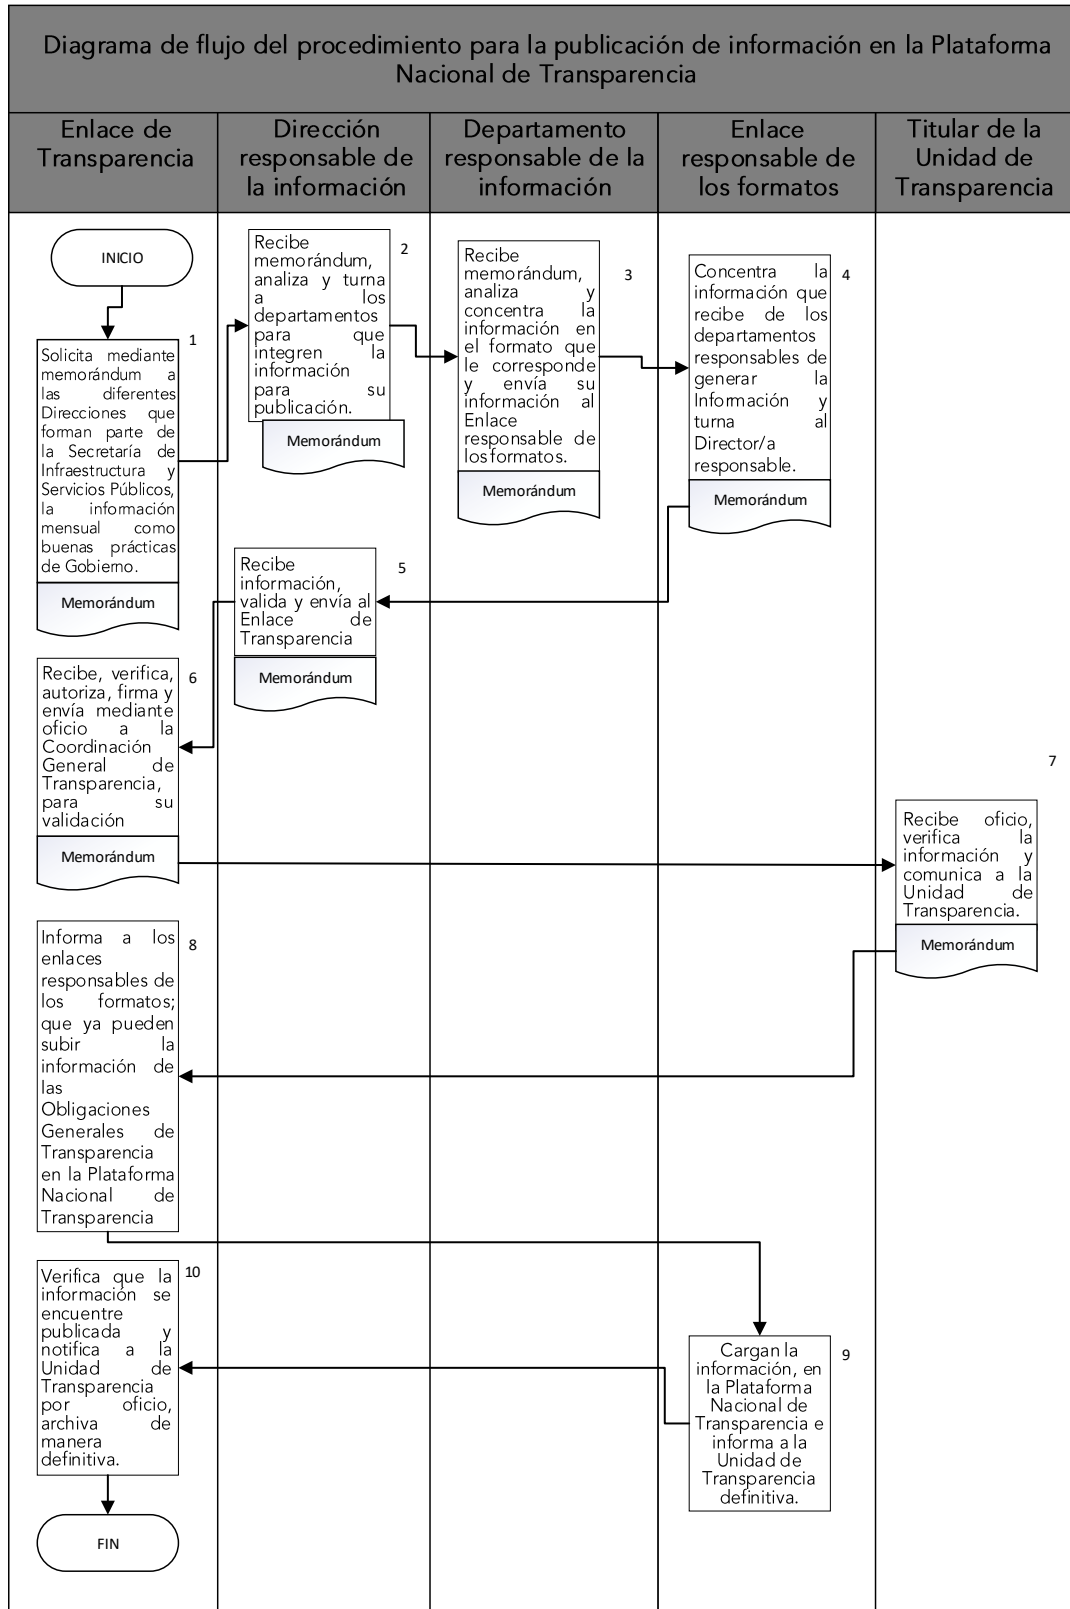 Diagrama de flujo del procedimiento para la publicación de información en la Plataforma
Nacional de Transparencia
Enlace de
Transparencia
Dirección
responsable de
la información
Departamento
responsable de la
información
Enlace
responsable de
los formatos
Titular de la
Unidad de
Transparencia
INICIO
1
Solicita mediante
memorándum a
las diferentes
Direcciones que
forman parte de
la Secretaría de
Infraestructura y
Servicios Públicos,
la información
mensual como
buenas prácticas
de Gobierno.
Memorándum
2
Recibe
memorándum,
analiza y turna
a los
departamentos
para que
integren la
información
para su
publicación.
Memorándum
3
Recibe
memorándum,
analiza y
concentra la
información en
el formato que
le corresponde
y envía su
información al
Enlace
responsable de
losformatos.
Memorándum
4
Concentra la
información que
recibe de los
departamentos
responsables de
generar la
Información y
turna al
Director/a
responsable.
Memorándum
5
Recibe
información,
valida y envía al
Enlace de
Transparencia
Memorándum
6
Recibe, verifica,
autoriza, firma y
envía mediante
oficio a la
Coordinación
General de
Transparencia,
para su
validación
Memorándum
7
Recibe oficio,
verifica la
información y
comunica a la
Unidad de
Transparencia.
Memorándum
8
Informa a los
enlaces
responsables de
los formatos;
que ya pueden
subir la
información de
las
Obligaciones
Generales de
Transparencia
en la Plataforma
Nacional de
Transparencia
9
Cargan la
información, en
la Plataforma
Nacional de
Transparencia e
informa a la
Unidad de
Transparencia
definitiva.
10
Verifica que la
información se
encuentre
publicada y
notifica a la
Unidad de
Transparencia
por oficio,
archiva de
manera
definitiva.
FIN